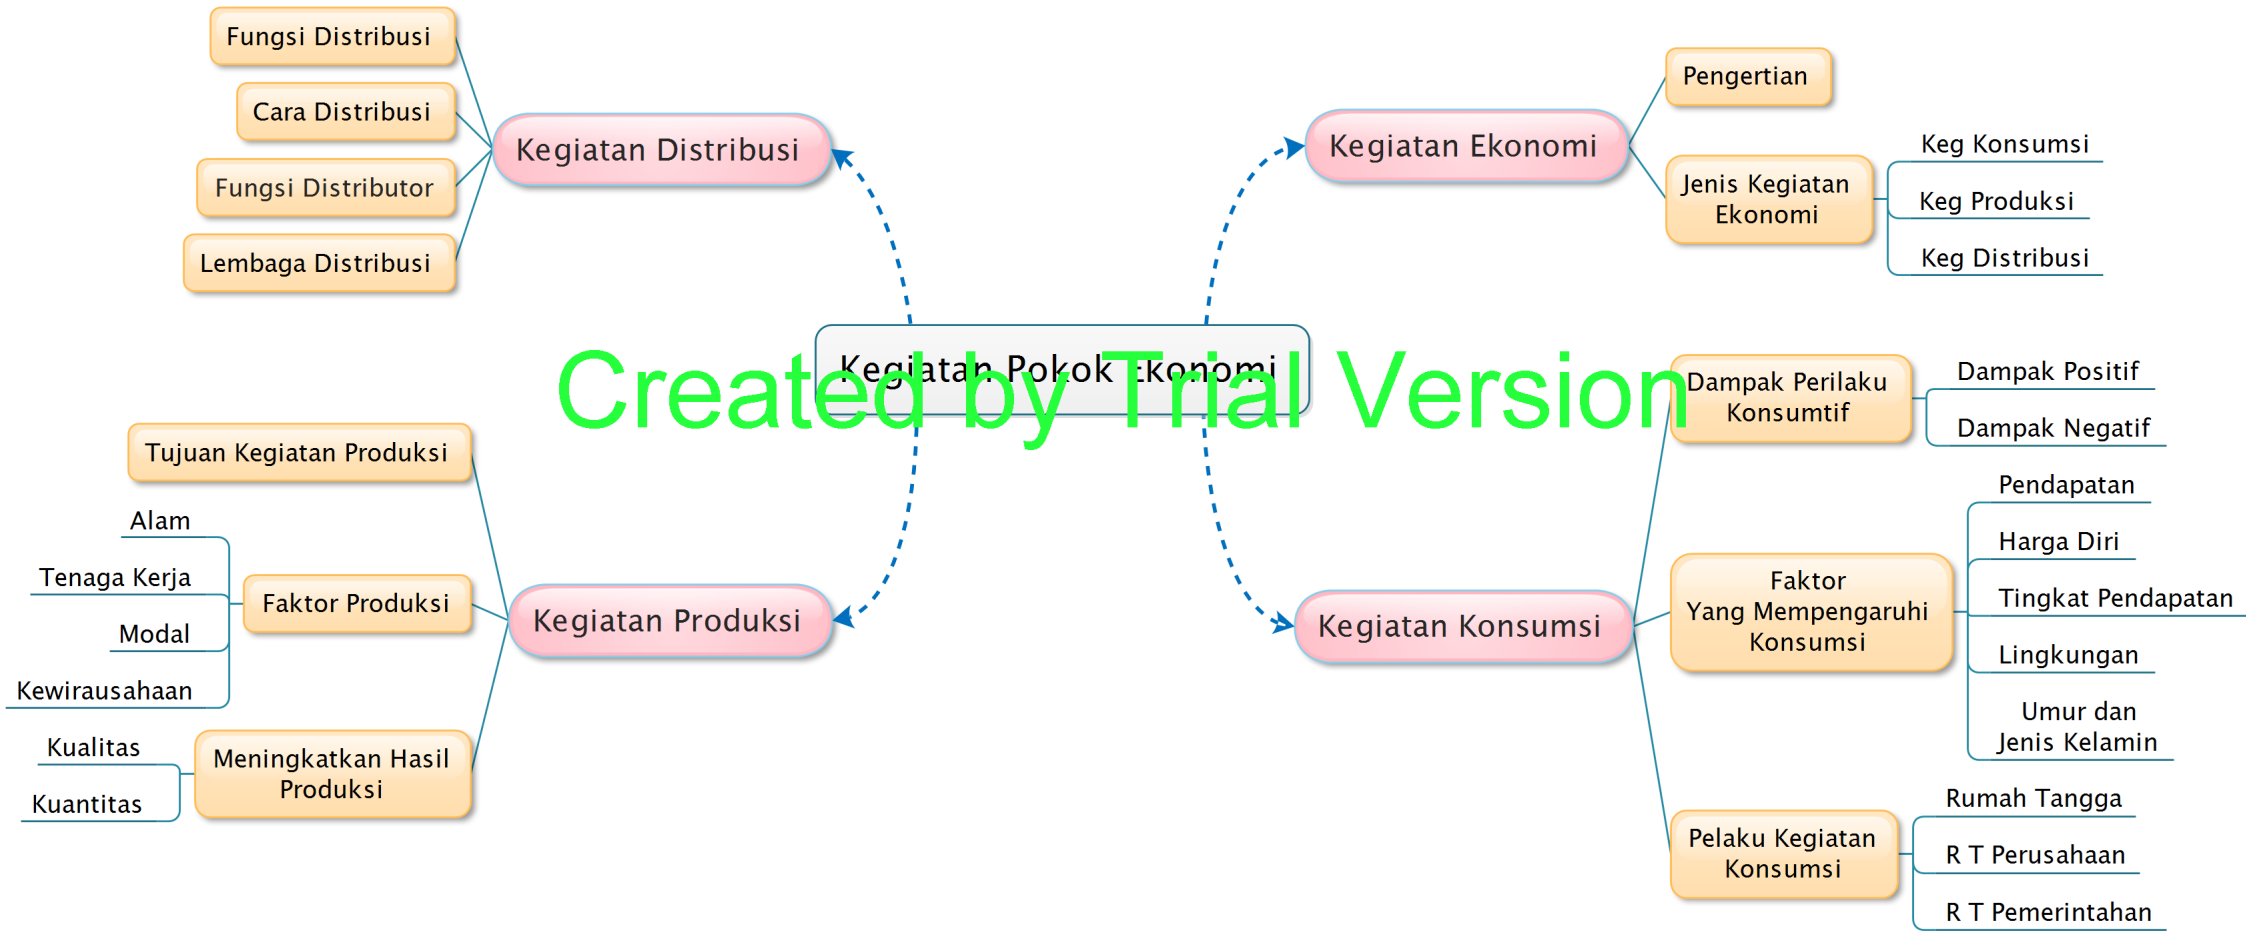 Fungsi Distribusi
Cara Distribusi
Fungsi Distributor
Lembaga Distribusi
Kegiatan Distribusi
Kegiatan Ekonomi
Pengertian
Jenis Kegiatan
Ekonomi
Keg Konsumsi
Keg Produksi
Keg Distribusi
Kegiatan Pokok Ekonomi
Created by Trial Version
Tujuan Kegiatan Produksi
Alam
Tenaga Kerja
Modal
Kewirausahaan
Faktor Produksi
Kualitas
Kuantitas
Meningkatkan Hasil
Produksi
Kegiatan Produksi
Kegiatan Konsumsi
Dampak Perilaku
Konsumtif
Dampak Positif
Dampak Negatif
Faktor
Yang Mempengaruhi
Konsumsi
Pendapatan
Harga Diri
Tingkat Pendapatan
Lingkungan
Umur dan
Jenis Kelamin
Pelaku Kegiatan
Konsumsi
Rumah Tangga
R T Perusahaan
R T Pemerintahan